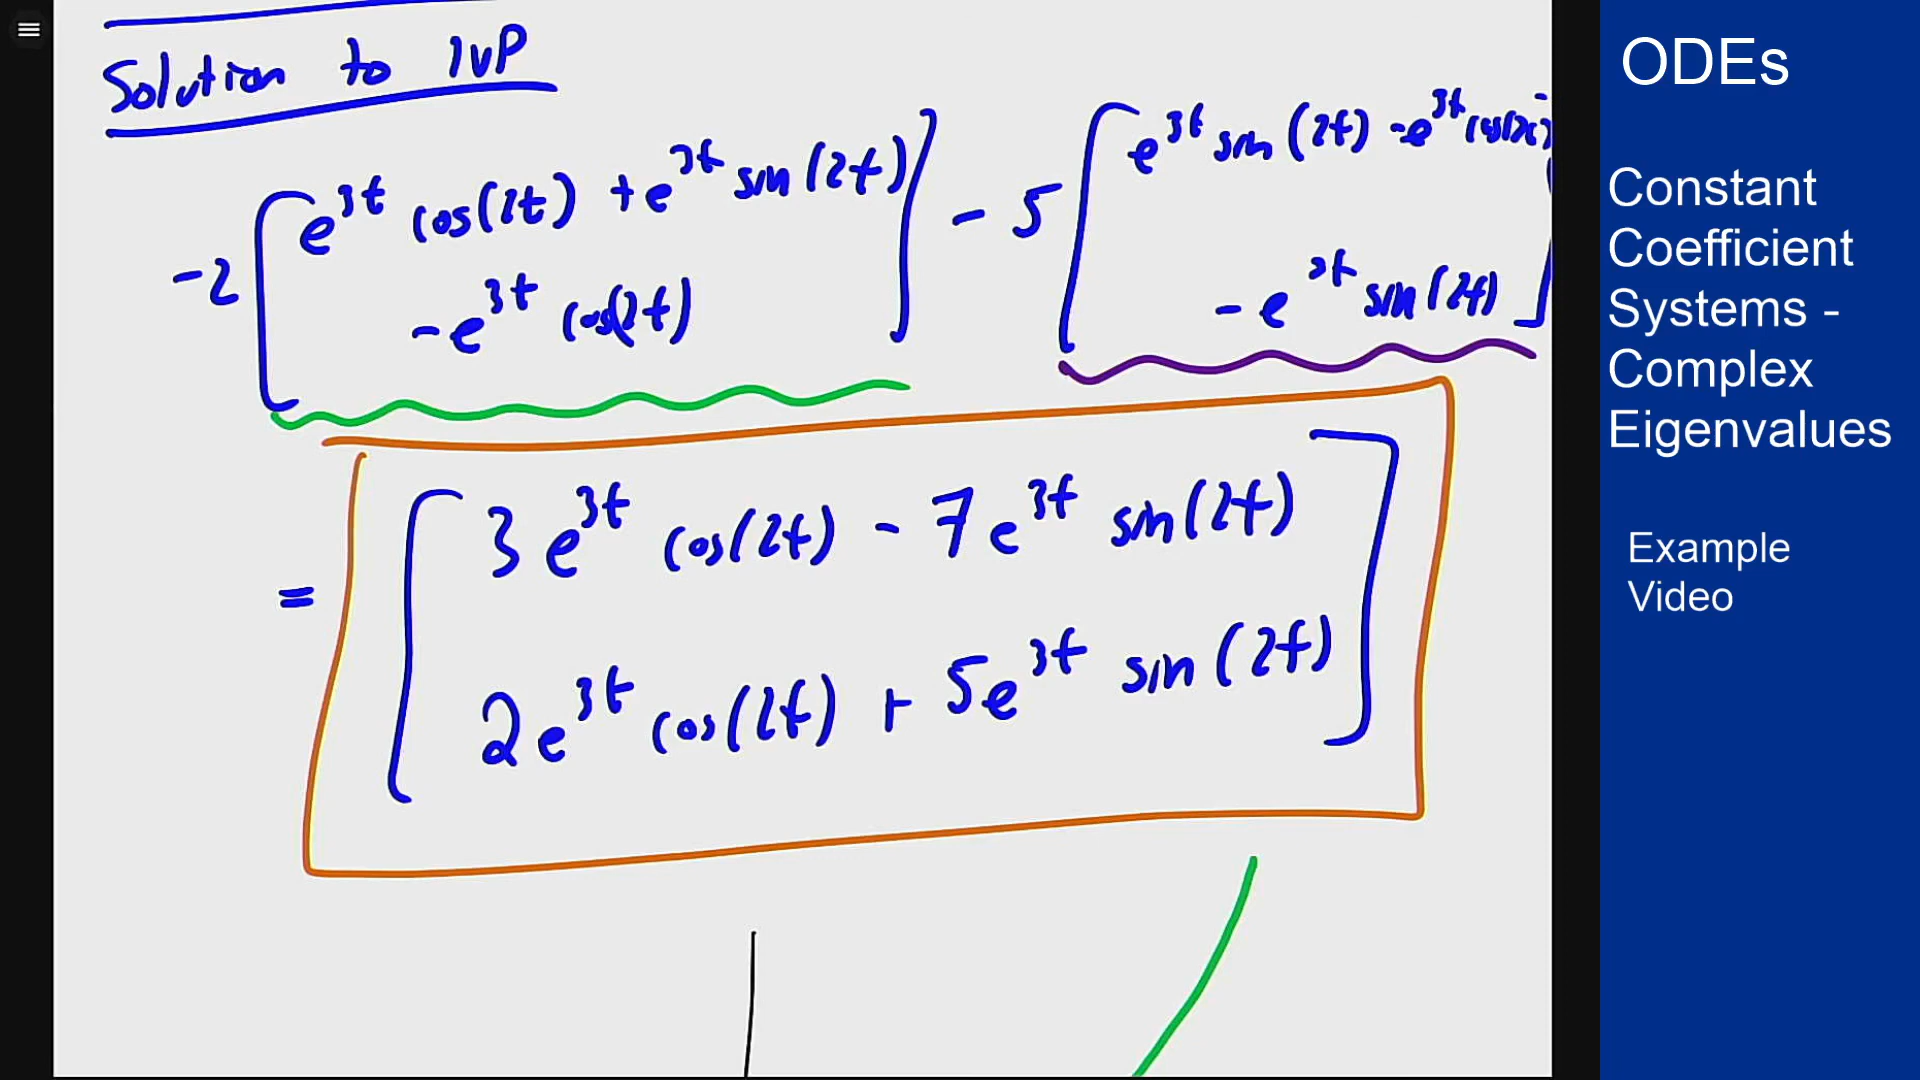 Solution to IVP
-2 [ e^{3t} cos(2t) + e^{3t} sin(2t)
- e^{3t} cos(2t) ] - 5 [ e^{3t} sin(2t) - e^{3t}
- e^{3t} sin(2t) ]
= [ 3e^{3t} cos(2t) - 7e^{3t} sin(2t)
2e^{3t} cos(2t) + 5e^{3t} sin(2t) ]
ODEs
Constant
Coefficient
Systems -
Complex
Eigenvalues
Example
Video